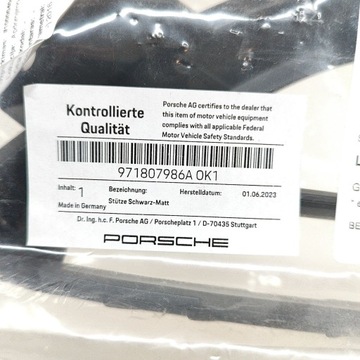 Kontrollierte
Qualität
Porsche AG certifies to the dealer that
this item of motor vehicle equipment
complies with all applicable Federal
Motor Vehicle Safety Standards.
971807986A OK1
Inhalt: 1
Bezeichnung:
Herstelldatum:
01.06.2023
Made in Germany
Stütze Schwarz-Matt
Dr. Ing. h.c. F. Porsche AG / Porscheplatz 1 / D-70435 Stuttgart
PORSCHE